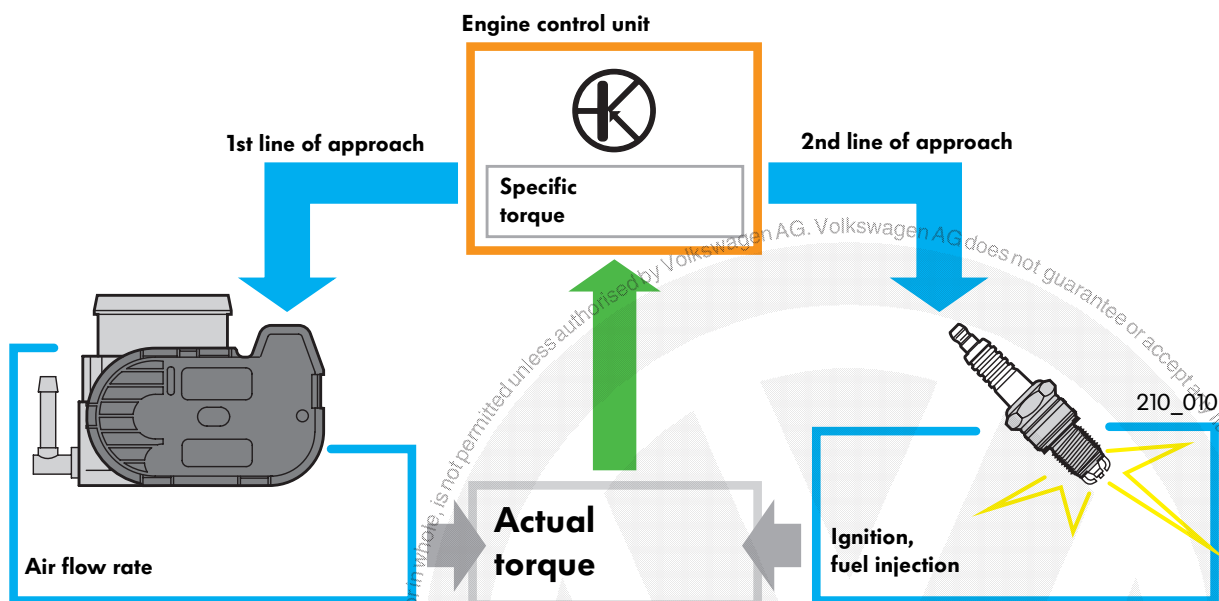 Engine control unit
1st line of approach
2nd line of approach
Specific
torque
or in whole, is not permitted unless authorised by Volkswagen AG. Volkswagen AG does not guarantee or accept any
210_010
Actual
torque
Air flow rate
Ignition,
fuel injection